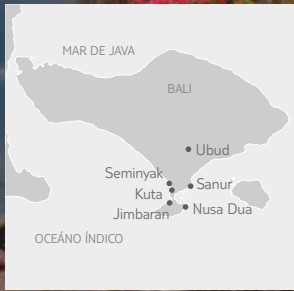 MAR DE JAVA
BALI
Ubud
Seminyak
Sanur
Kuta
Jimbaran
Nusa Dua
OCEÁNO ÍNDICO